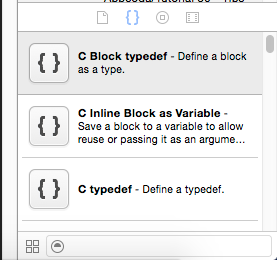 { }
{ } C Block typedef - Define a block
as a type.
{ } C Inline Block as Variable -
Save a block to a variable to allow
reuse or passing it as an argume...
{ } C typedef - Define a typedef.